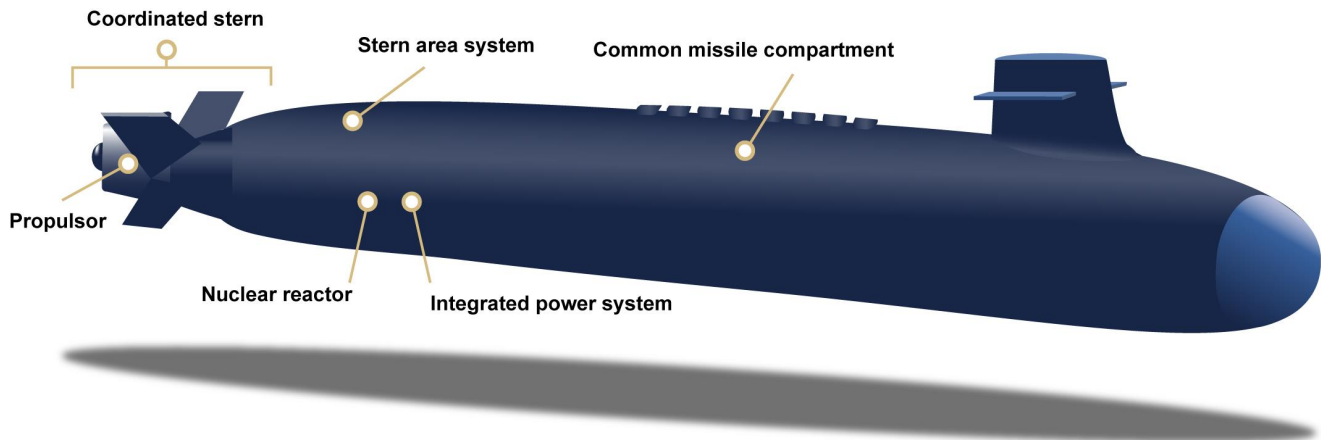 Coordinated stern
Stern area system
Common missile compartment
Propulsor
Nuclear reactor
Integrated power system